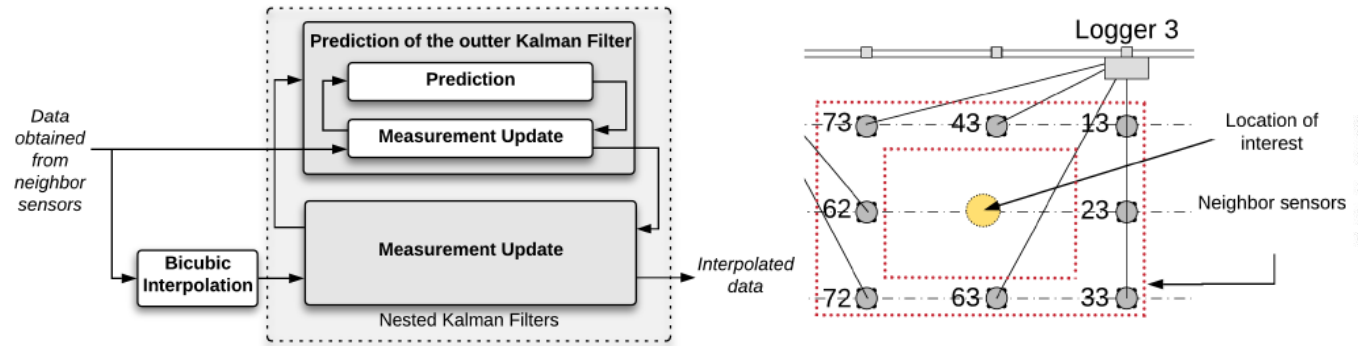 Prediction of the outter Kalman Filter
Prediction
Measurement Update
Data
obtained
from
neighbor
sensors
Measurement Update
Bicubic
Interpolation
Interpolated
data
Nested Kalman Filters
Logger 3
73
43
13
Location of
interest
62
23
Neighbor sensors
72
63
33